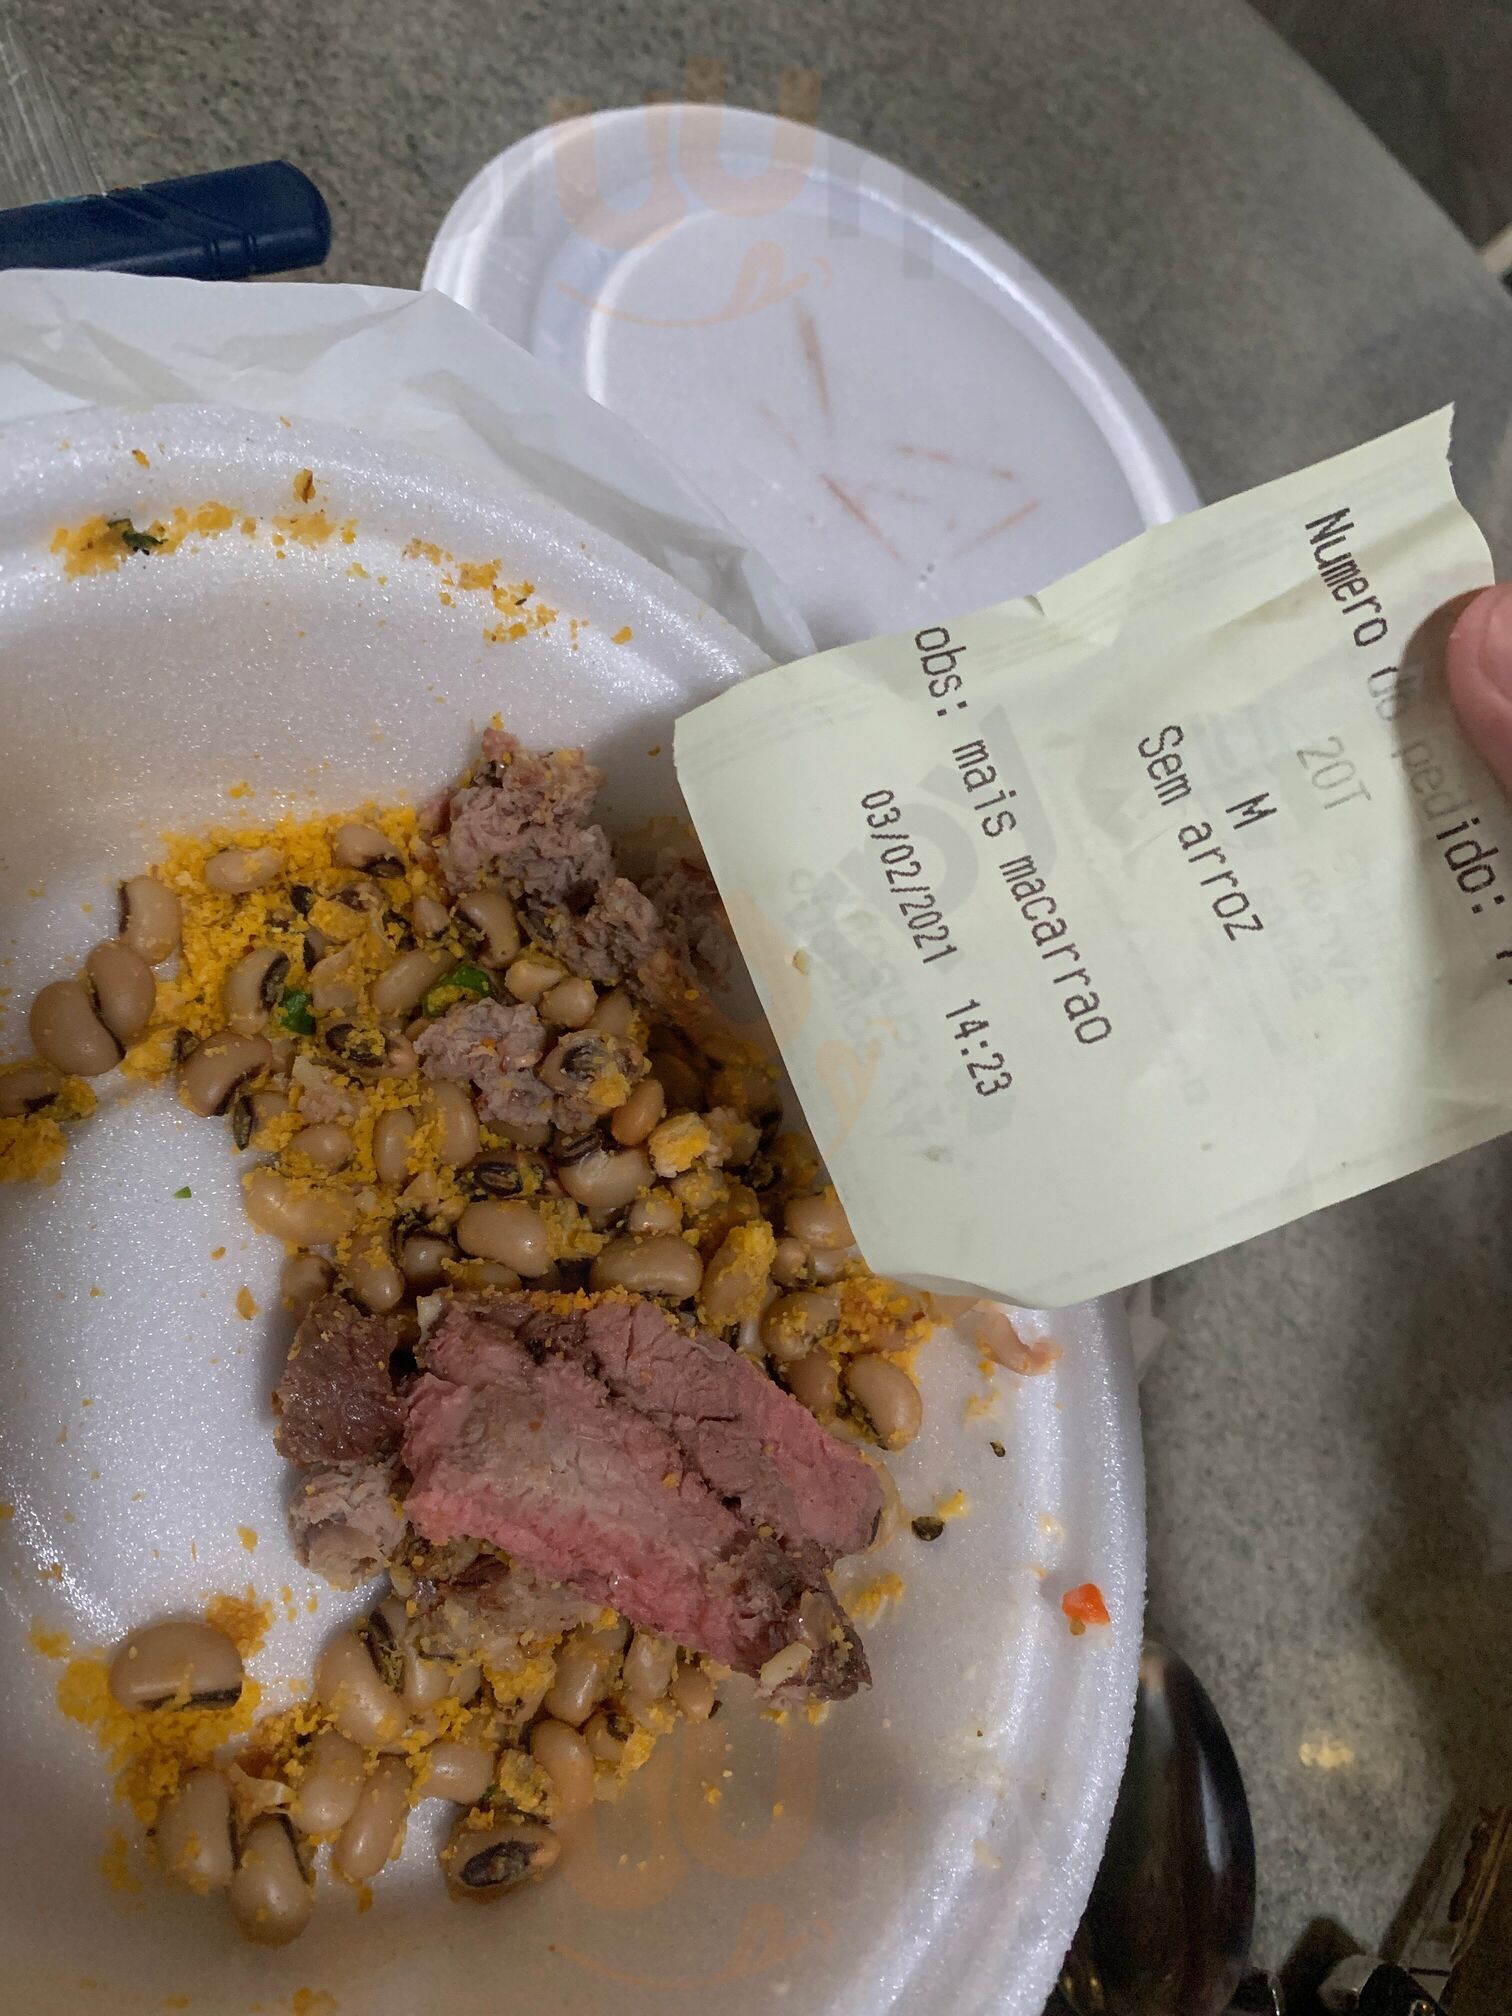 Numero do pedido:
20T
M
Sem arroz
obs: mais macarrao
03/02/2021 14:23